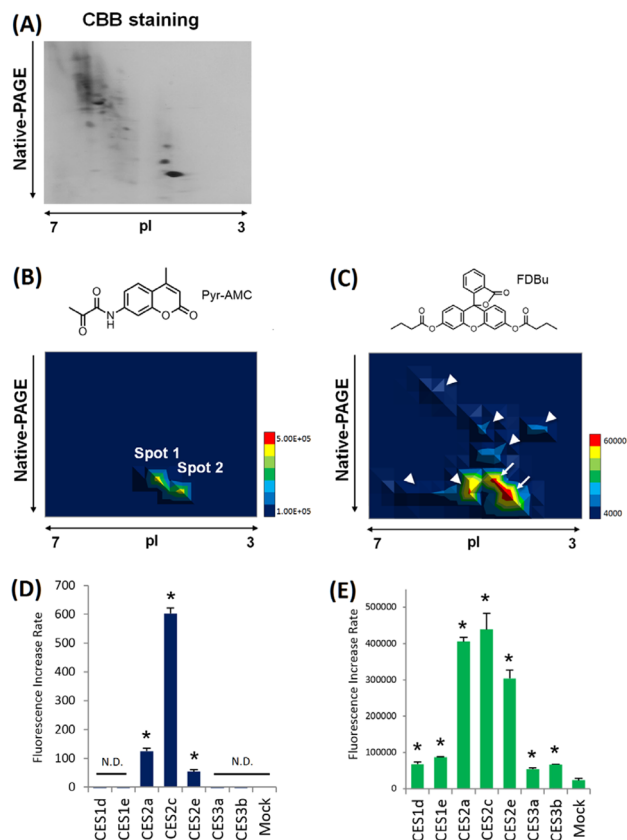 (A) CBB staining
Native-PAGE
7 pI 3
(B) Pyr-AMC
O
O
N
H
O
O
Native-PAGE
Spot 1
Spot 2
5.00E+05
1.00E+05
7 pI 3
(C) FDBu
O
O
O
O
O
O
O
Native-PAGE
60000
4000
7 pI 3
(D)
Fluorescence Increase Rate
700
600
500
400
300
200
100
0
N.D.
*
*
*
N.D.
CES1d CES1e CES2a CES2c CES2e CES3a CES3b Mock
(E)
Fluorescence Increase Rate
500000
400000
300000
200000
100000
0
* * * * * * *
CES1d CES1e CES2a CES2c CES2e CES3a CES3b Mock